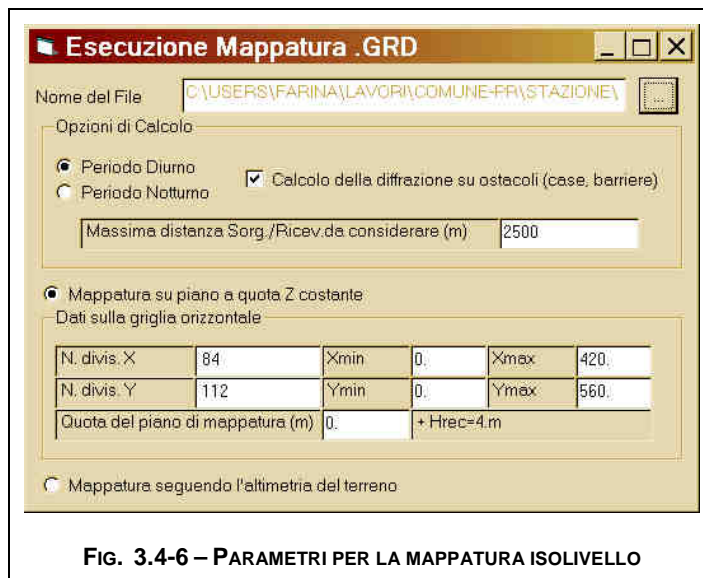 Esecuzione Mappatura .GRD
Nome del File C:\USERS\FARINA\LAVORI\COMUNE-PR\STAZIONE\ ...
Opzioni di Calcolo
Periodo Diurno
Calcolo della diffrazione su ostacoli (case, barriere)
Periodo Notturno
Massima distanza Sorg./Ricev.da considerare (m) 2500
Mappatura su piano a quota Z costante
Dati sulla griglia orizzontale
N. divis. X 84 Xmin 0. Xmax 420.
N. divis. Y 112 Ymin 0. Ymax 560.
Quota del piano di mappatura (m) 0. + Hrec=4.m
Mappatura seguendo l'altimetria del terreno
FIG. 3.4-6 – PARAMETRI PER LA MAPPATURA ISOLIVELLO